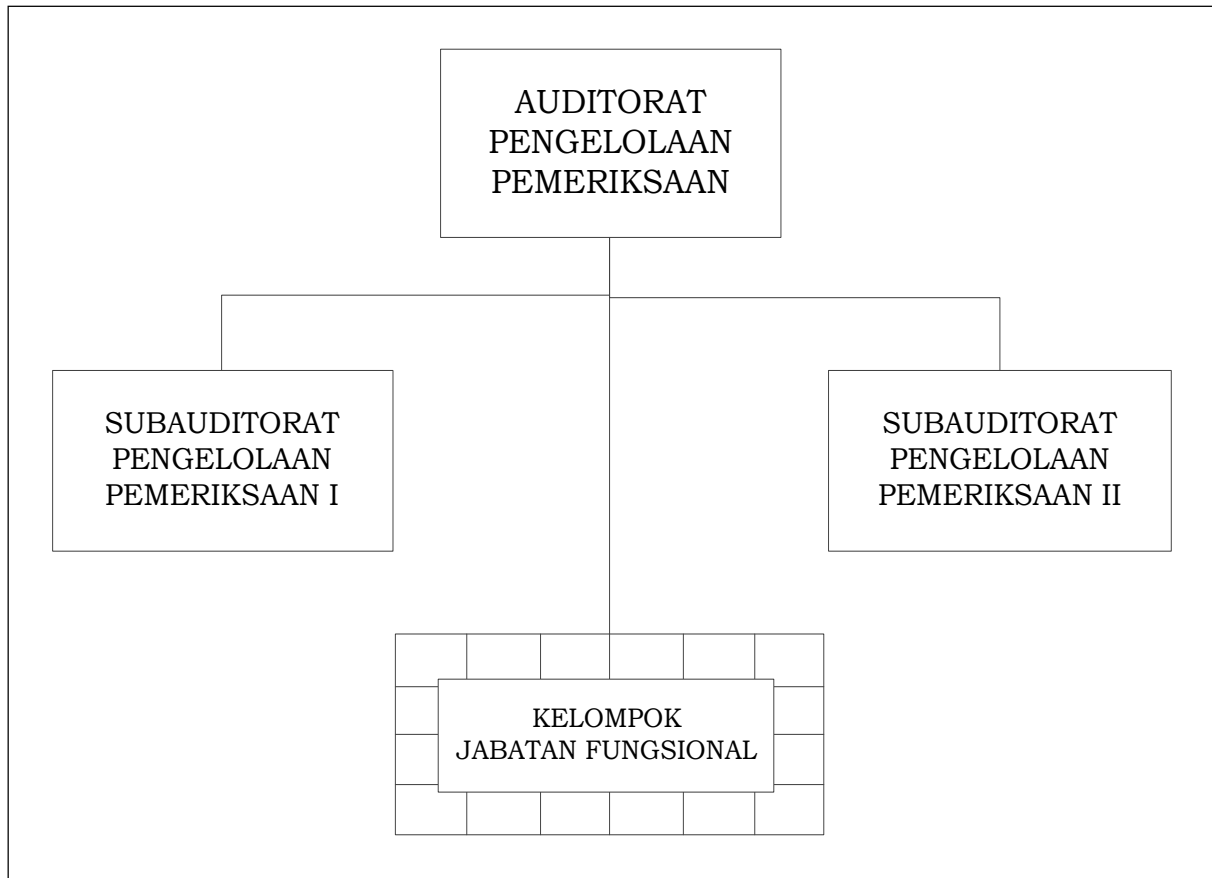 AUDITORAT
PENGELOLAAN
PEMERIKSAAN
SUBAUDITORAT
PENGELOLAAN
PEMERIKSAAN I
SUBAUDITORAT
PENGELOLAAN
PEMERIKSAAN II
KELOMPOK
JABATAN FUNGSIONAL